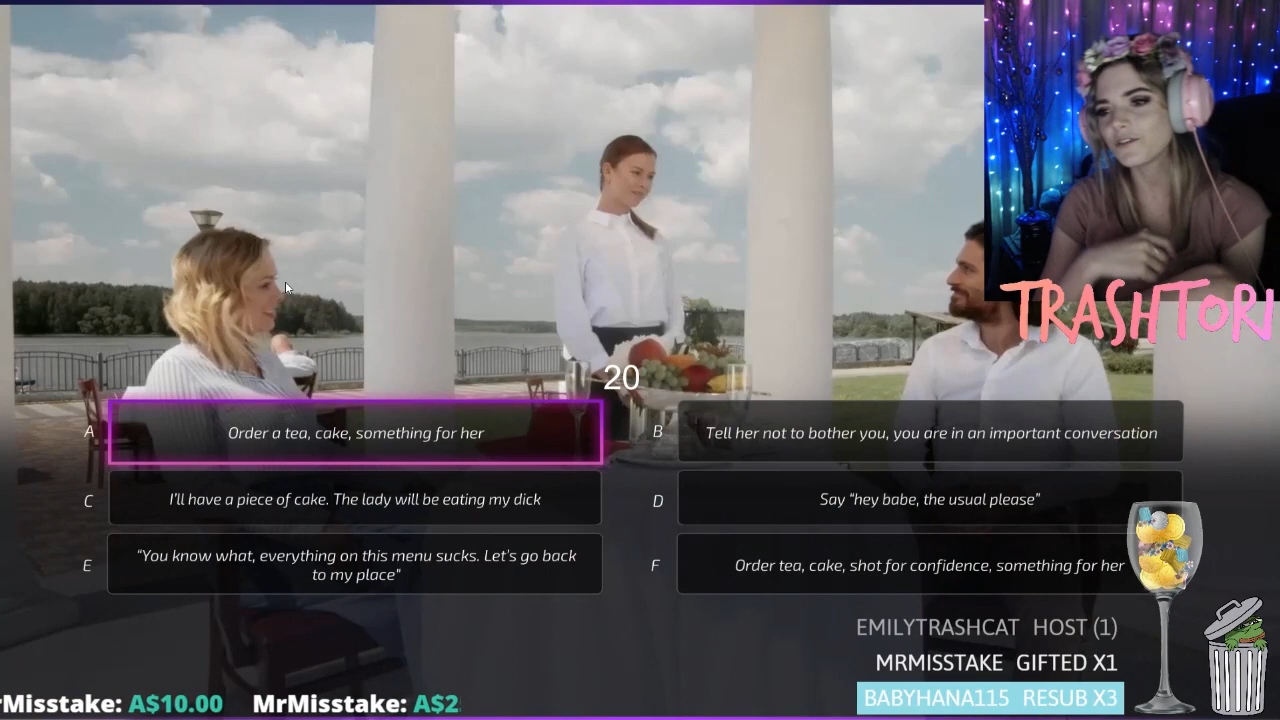 TRASHTORI
20
A Order a tea, cake, something for her
B Tell her not to bother you, you are in an important conversation
C I'll have a piece of cake. The lady will be eating my dick
D Say "hey babe, the usual please"
E "You know what, everything on this menu sucks. Let's go back
to my place"
F Order tea, cake, shot for confidence, something for her
EMILYTRASHCAT HOST (1)
MRMISSTAKE GIFTED X1
BABYHANA115 RESUB X3
rMisstake: A$10.00 MrMisstake: A$2